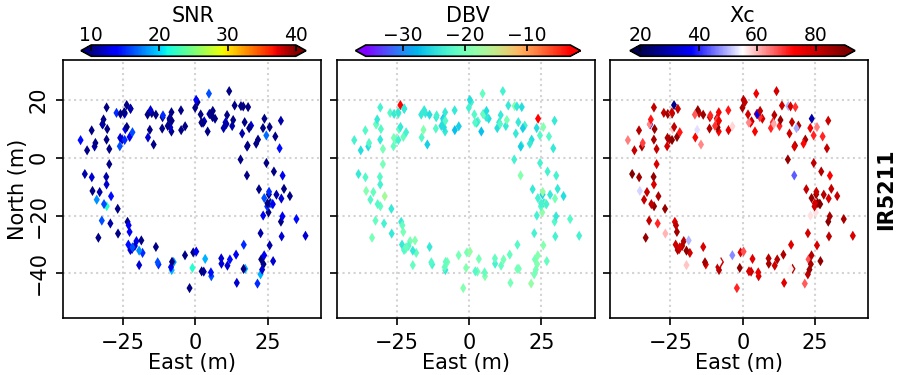 SNR DBV Xc
10 20 30 40 −30 −20 −10 20 40 60 80
20
0
−20
−40
North (m)
IR5211
−25 0 25 −25 0 25 −25 0 25
East (m) East (m) East (m)